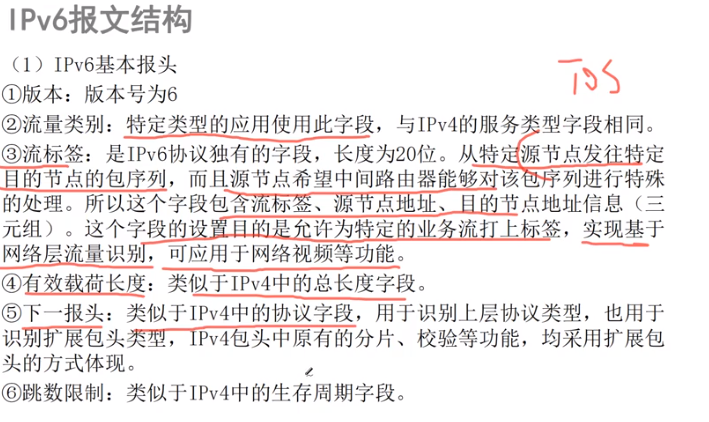 IPv6报文结构
（1）IPv6基本报头
TOS
①版本：版本号为6
②流量类别：特定类型的应用使用此字段，与IPv4的服务类型字段相同。
③流标签：是IPv6协议独有的字段，长度为20位。从特定源节点发往特定
目的节点的包序列，而且源节点希望中间路由器能够对该包序列进行特殊
的处理。所以这个字段包含流标签、源节点地址、目的节点地址信息（三
元组）。这个字段的设置目的是允许为特定的业务流打上标签，实现基于
网络层流量识别，可应用于网络视频等功能。
④有效载荷长度：类似于IPv4中的总长度字段。
⑤下一报头：类似于IPv4中的协议字段，用于识别上层协议类型，也用于
识别扩展包头类型，IPv4包头中原有的分片、校验等功能，均采用扩展包
头的方式体现。
⑥跳数限制：类似于IPv4中的生存周期字段。